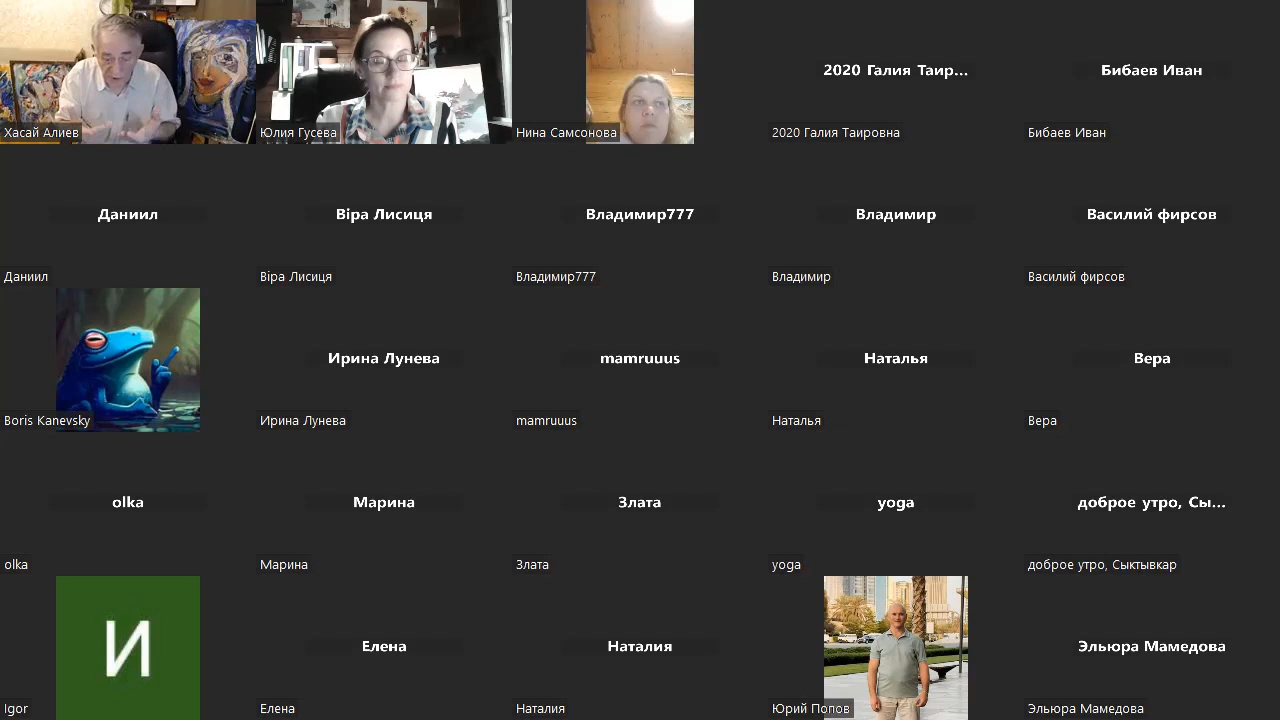 Хасай Алиев
Юлия Гусева
Нина Самсонова
2020 Галия Таир...
2020 Галия Таировна
Бибаев Иван
Бибаев Иван
Даниил
Даниил
Віра Лисиця
Віра Лисиця
Владимир777
Владимир777
Владимир
Владимир
Василий фирсов
Василий фирсов
Boris Kanevsky
Ирина Лунева
Ирина Лунева
mamruuus
mamruuus
Наталья
Наталья
Вера
Вера
olka
olka
Марина
Марина
Злата
Злата
yoga
yoga
доброе утро, Сы...
доброе утро, Сыктывкар
И
Igor
Елена
Елена
Наталия
Наталия
Юрий Попов
Эльюра Мамедова
Эльюра Мамедова